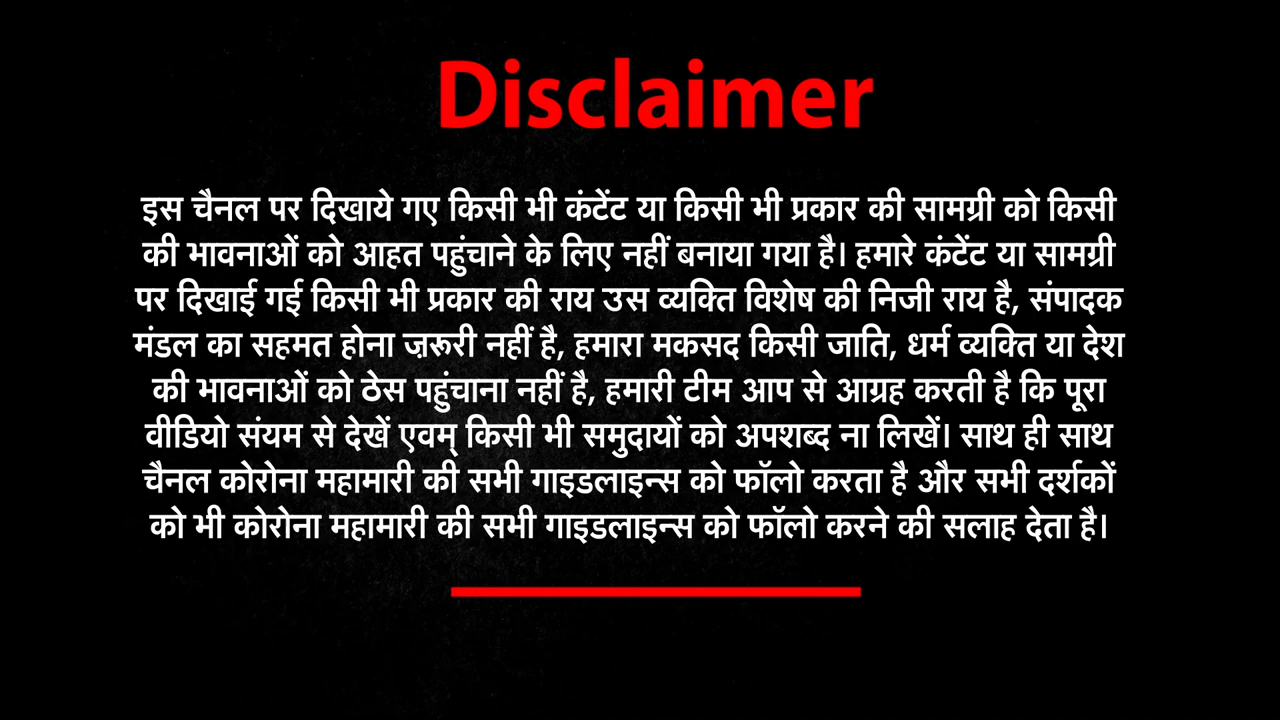 Disclaimer
इस चैनल पर दिखाये गए किसी भी कंटेंट या किसी भी प्रकार की सामग्री को किसी
की भावनाओं को आहत पहुंचाने के लिए नहीं बनाया गया है। हमारे कंटेंट या सामग्री
पर दिखाई गई किसी भी प्रकार की राय उस व्यक्ति विशेष की निजी राय है, संपादक
मंडल का सहमत होना ज़रूरी नहीं है, हमारा मकसद किसी जाति, धर्म व्यक्ति या देश
की भावनाओं को ठेस पहुंचाना नहीं है, हमारी टीम आप से आग्रह करती है कि पूरा
वीडियो संयम से देखें एवम् किसी भी समुदायों को अपशब्द ना लिखें। साथ ही साथ
चैनल कोरोना महामारी की सभी गाइडलाइन्स को फॉलो करता है और सभी दर्शकों
को भी कोरोना महामारी की सभी गाइडलाइन्स को फॉलो करने की सलाह देता है।